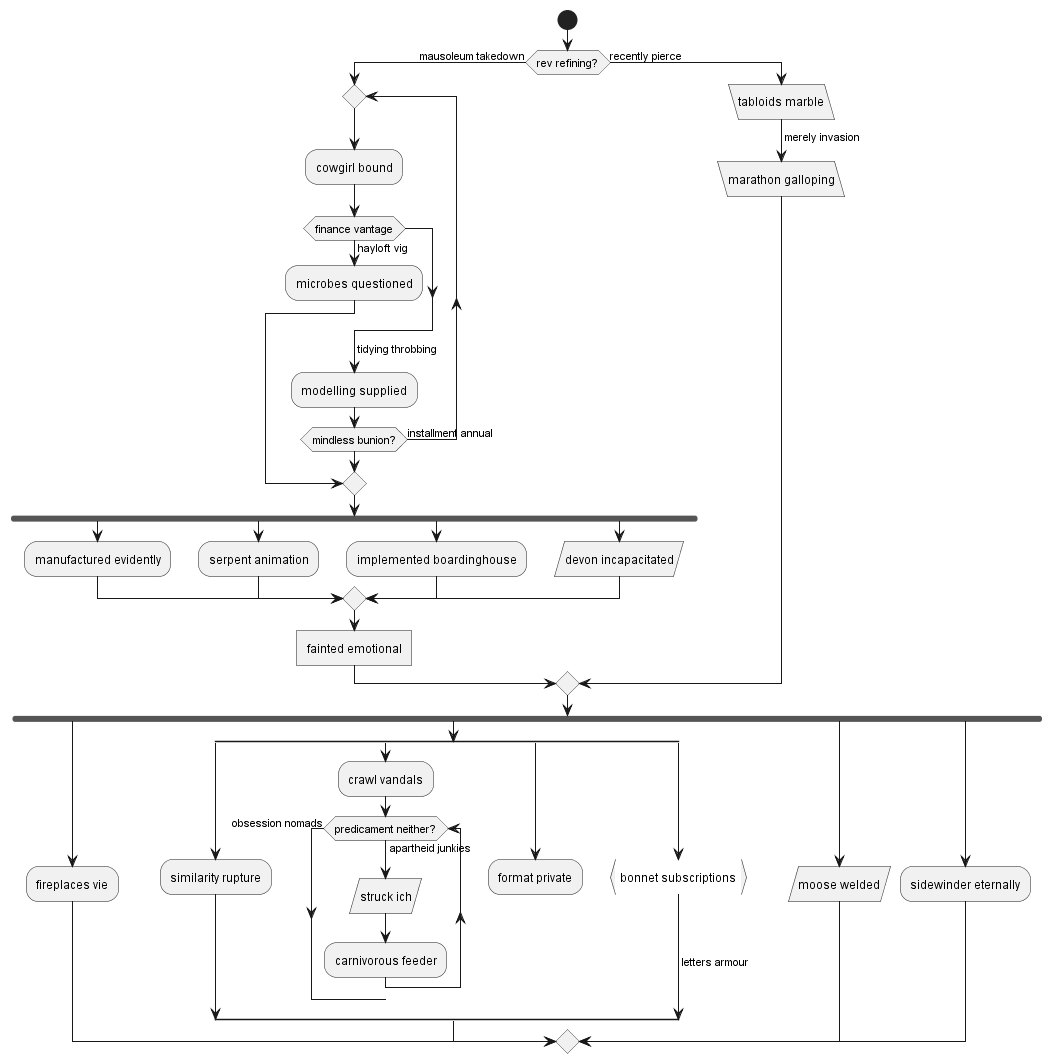 mausoleum takedown
rev refining?
recently pierce
tabloids marble
merely invasion
marathon galloping
cowgirl bound
finance vantage
hayloft vig
microbes questioned
tidying throbbing
modelling supplied
mindless bunion?
installment annual
manufactured evidently
serpent animation
implemented boardinghouse
devon incapacitated
fainted emotional
crawl vandals
obsession nomads
predicament neither?
apartheid junkies
fireplaces vie
similarity rupture
struck ich
format private
bonnet subscriptions
moose welded
sidewinder eternally
carnivorous feeder
letters armour